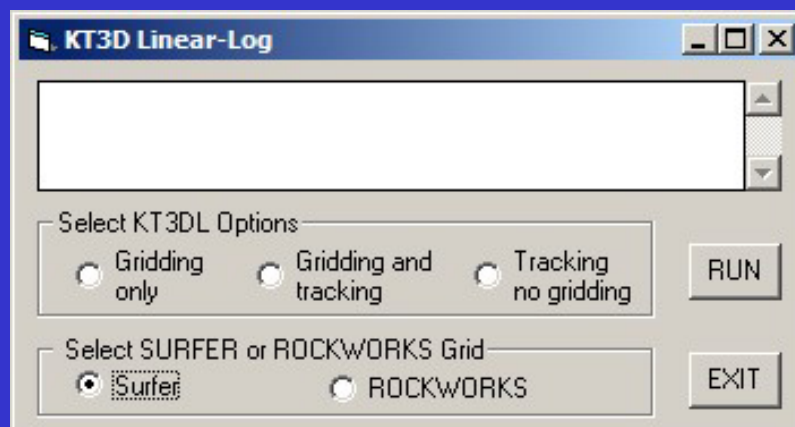 KT3D Linear-Log
Select KT3DL Options
Gridding only
Gridding and tracking
Tracking no gridding
RUN
Select SURFER or ROCKWORKS Grid
Surfer
ROCKWORKS
EXIT